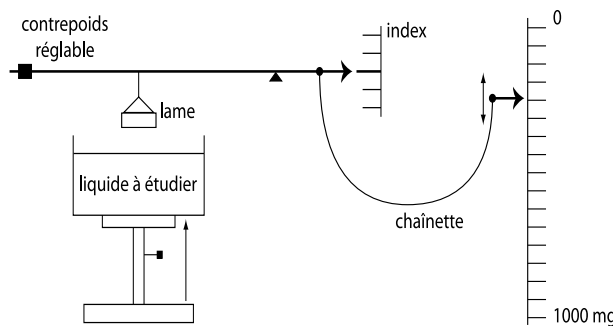 contrepoids
réglable
0
index
lame
liquide à étudier
chaînette
1000 mg